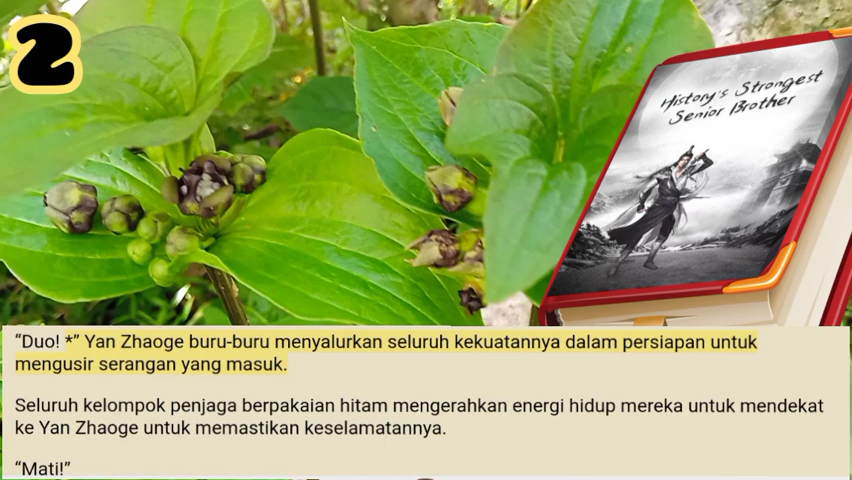 2
History's Strongest
Senior Brother
“Duo! *” Yan Zhaoge buru-buru menyalurkan seluruh kekuatannya dalam persiapan untuk
mengusir serangan yang masuk.
Seluruh kelompok penjaga berpakaian hitam mengerahkan energi hidup mereka untuk mendekat
ke Yan Zhaoge untuk memastikan keselamatannya.
“Mati!”